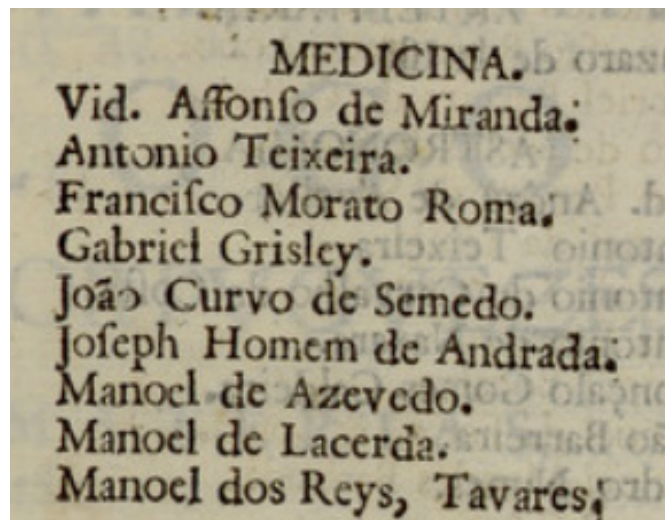 MEDICINA.
Vid. Affonſo de Miranda.
Antonio Teixeira.
Franciſco Morato Roma.
Gabriel Grisley.
João Curvo de Semedo.
Joſeph Homem de Andrada.
Manoel de Azevedo.
Manoel de Lacerda.
Manoel dos Reys, Tavares,